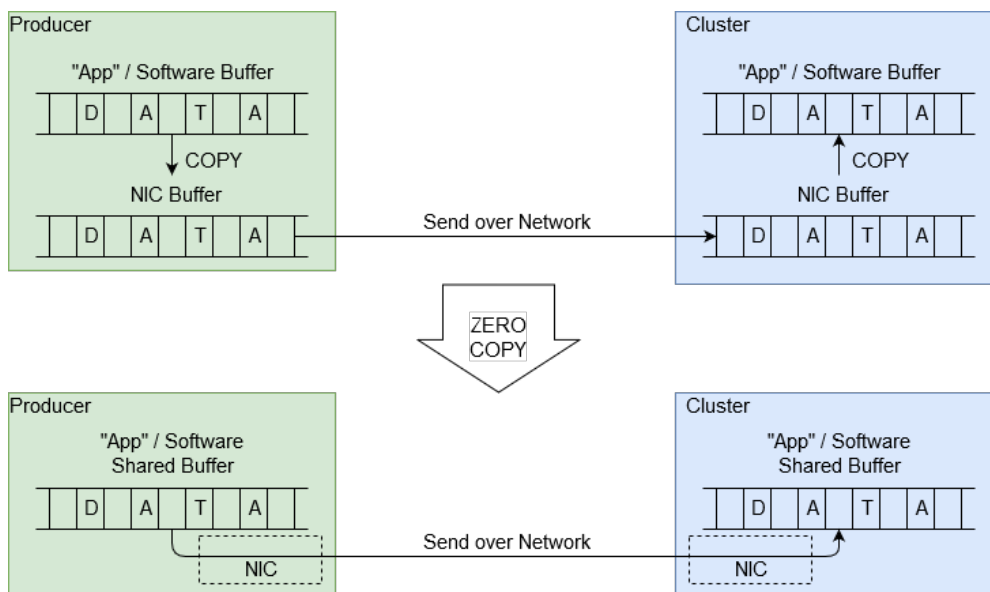 Producer
Cluster
"App" / Software Buffer
"App" / Software Buffer
D A T A
D A T A
COPY
COPY
NIC Buffer
NIC Buffer
D A T A
Send over Network
D A T A
ZERO
COPY
Producer
Cluster
"App" / Software
Shared Buffer
"App" / Software
Shared Buffer
D A T A
D A T A
Send over Network
NIC
NIC